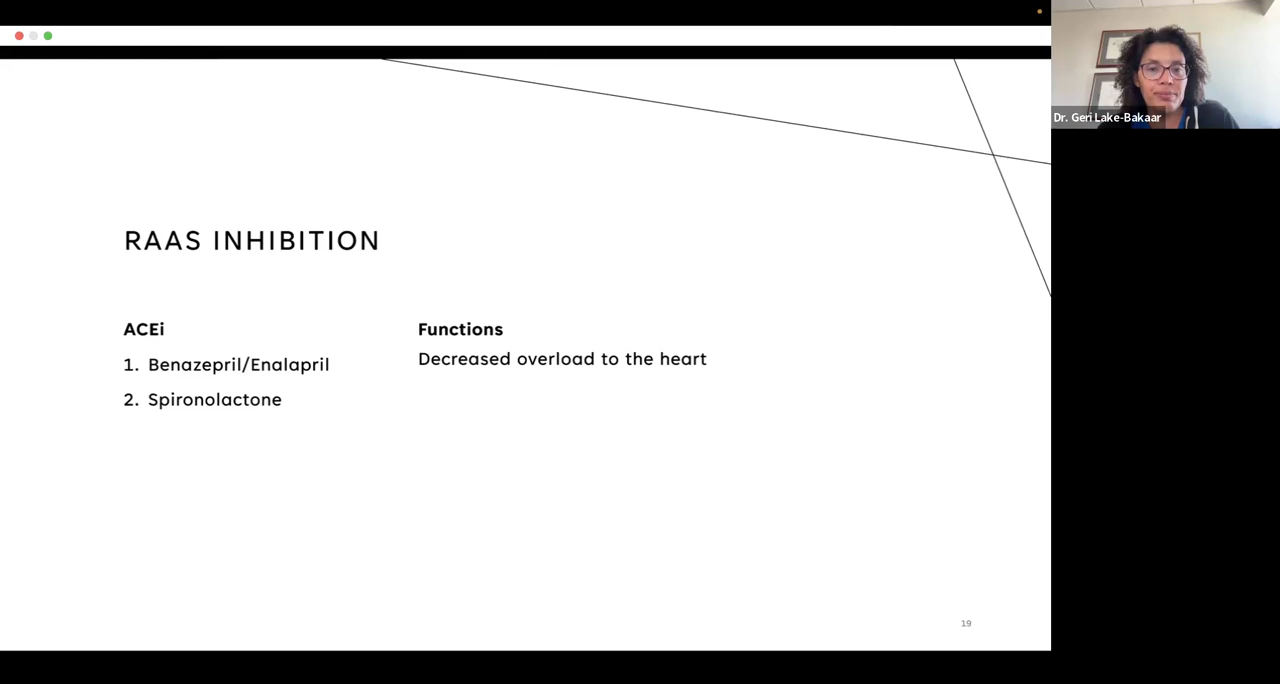 RAAS INHIBITION
ACEi
1. Benazepril/Enalapril
2. Spironolactone
Functions
Decreased overload to the heart
19
Dr. Geri Lake-Bakaar